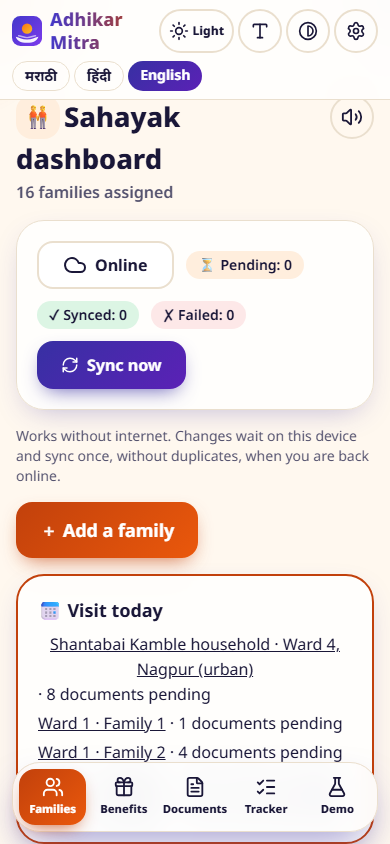 Adhikar
Mitra
Light
मराठी
हिंदी
English
Sahayak
dashboard
16 families assigned
Online
Pending: 0
✓ Synced: 0
✗ Failed: 0
Sync now
Works without internet. Changes wait on this device
and sync once, without duplicates, when you are back
online.
+ Add a family
Visit today
Shantabai Kamble household · Ward 4,
Nagpur (urban)
· 8 documents pending
Ward 1 · Family 1 · 1 documents pending
Ward 1 · Family 2 · 4 documents pending
Families
Benefits
Documents
Tracker
Demo